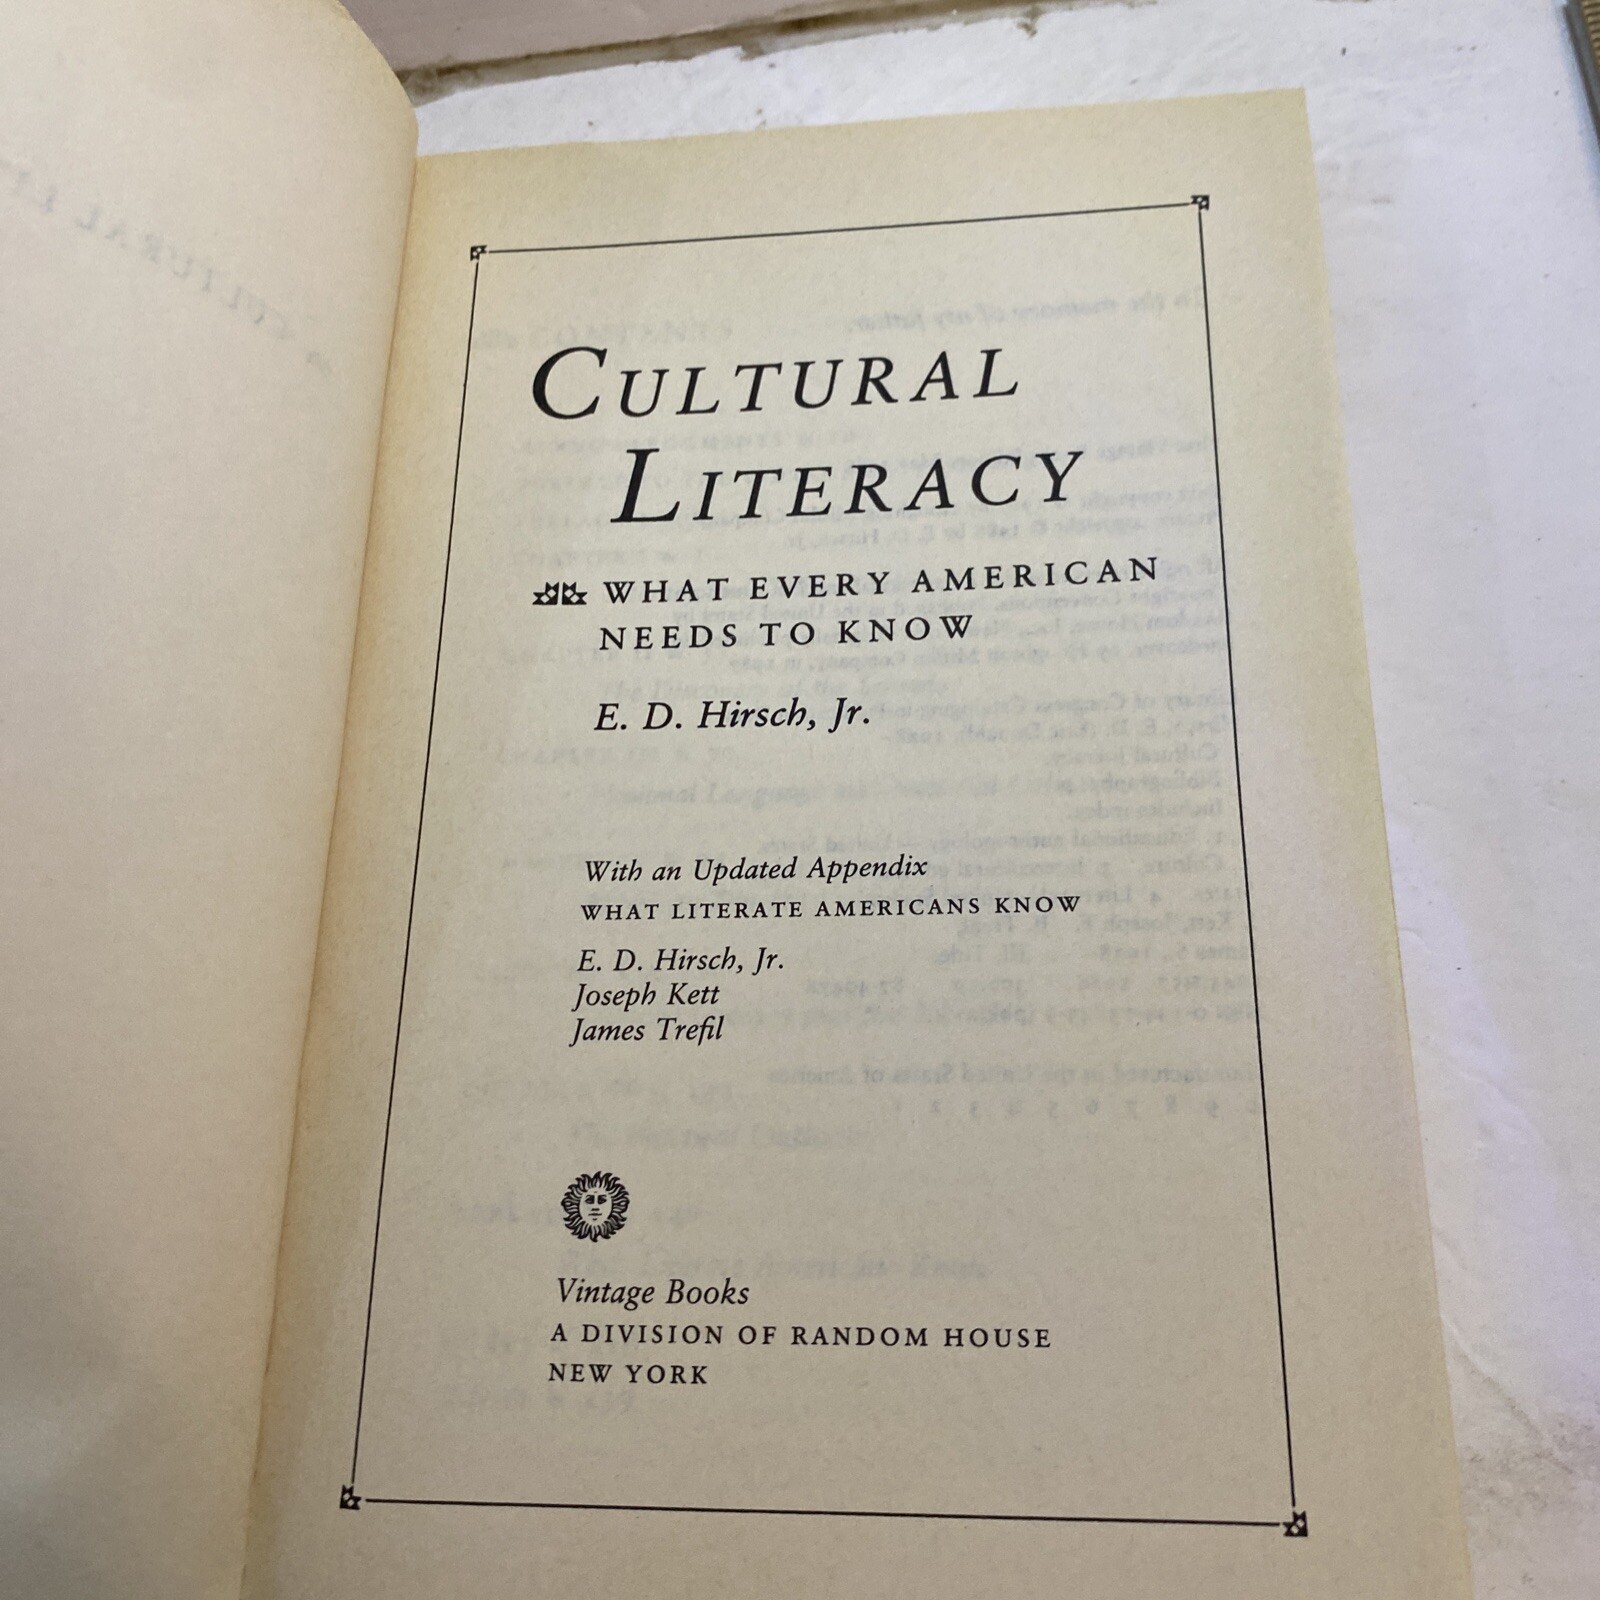 CULTURAL
LITERACY
WHAT EVERY AMERICAN
NEEDS TO KNOW
E. D. Hirsch, Jr.
With an Updated Appendix
WHAT LITERATE AMERICANS KNOW
E. D. Hirsch, Jr.
Joseph Kett
James Trefil
Vintage Books
A DIVISION OF RANDOM HOUSE
NEW YORK